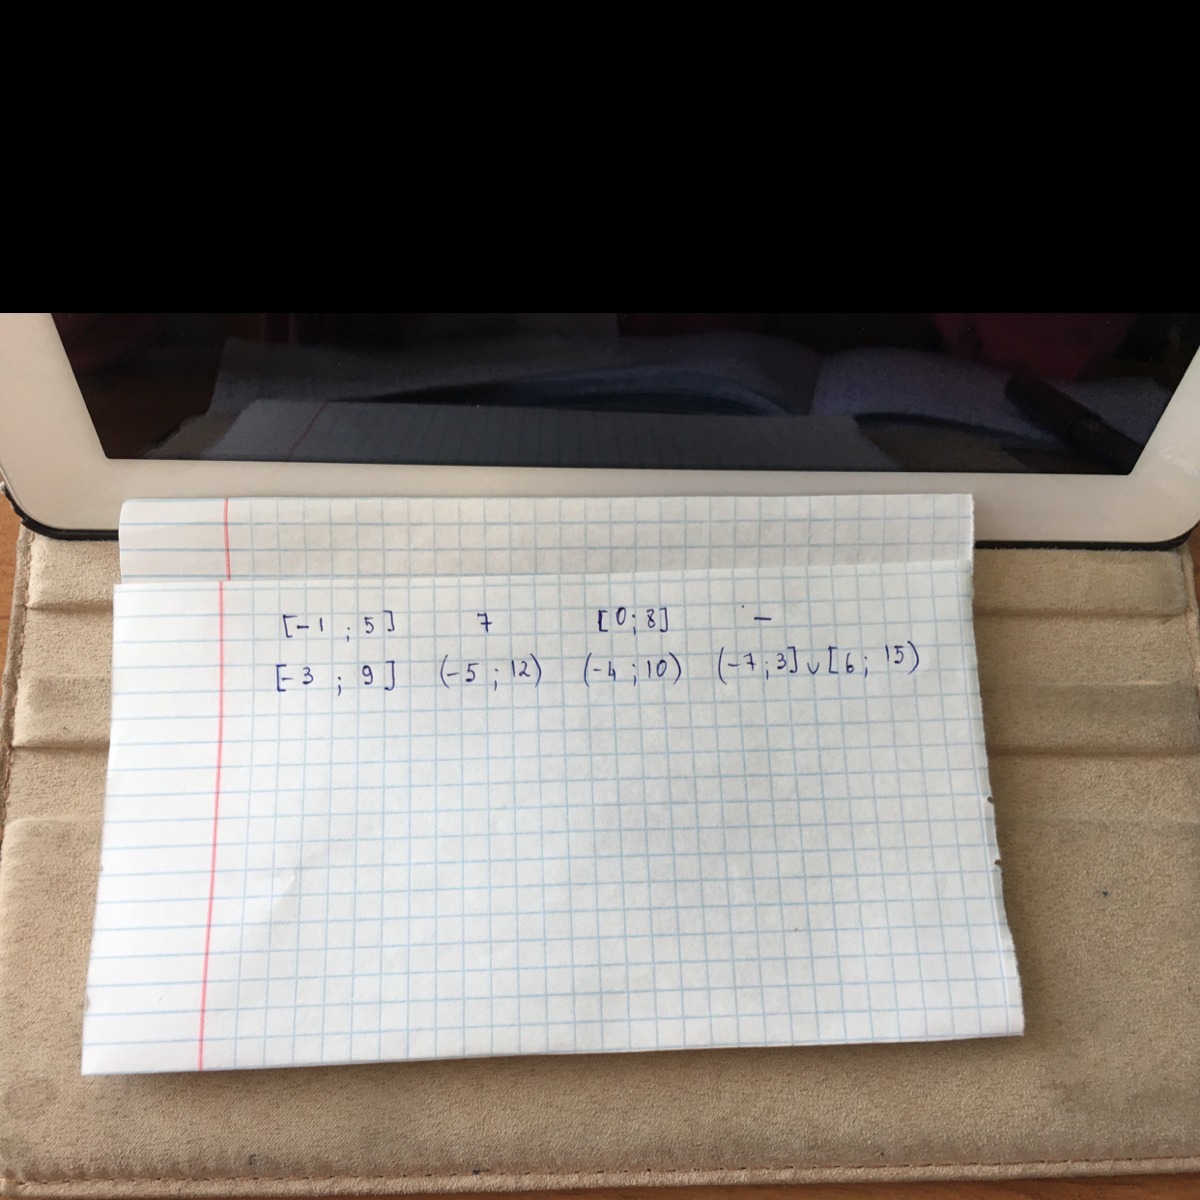 [-1 ; 5] 7 [0; 8] –
[-3 ; 9] (-5 ; 12) (-4 ; 10) (-7 ; 3] ∪ [6 ; 15)